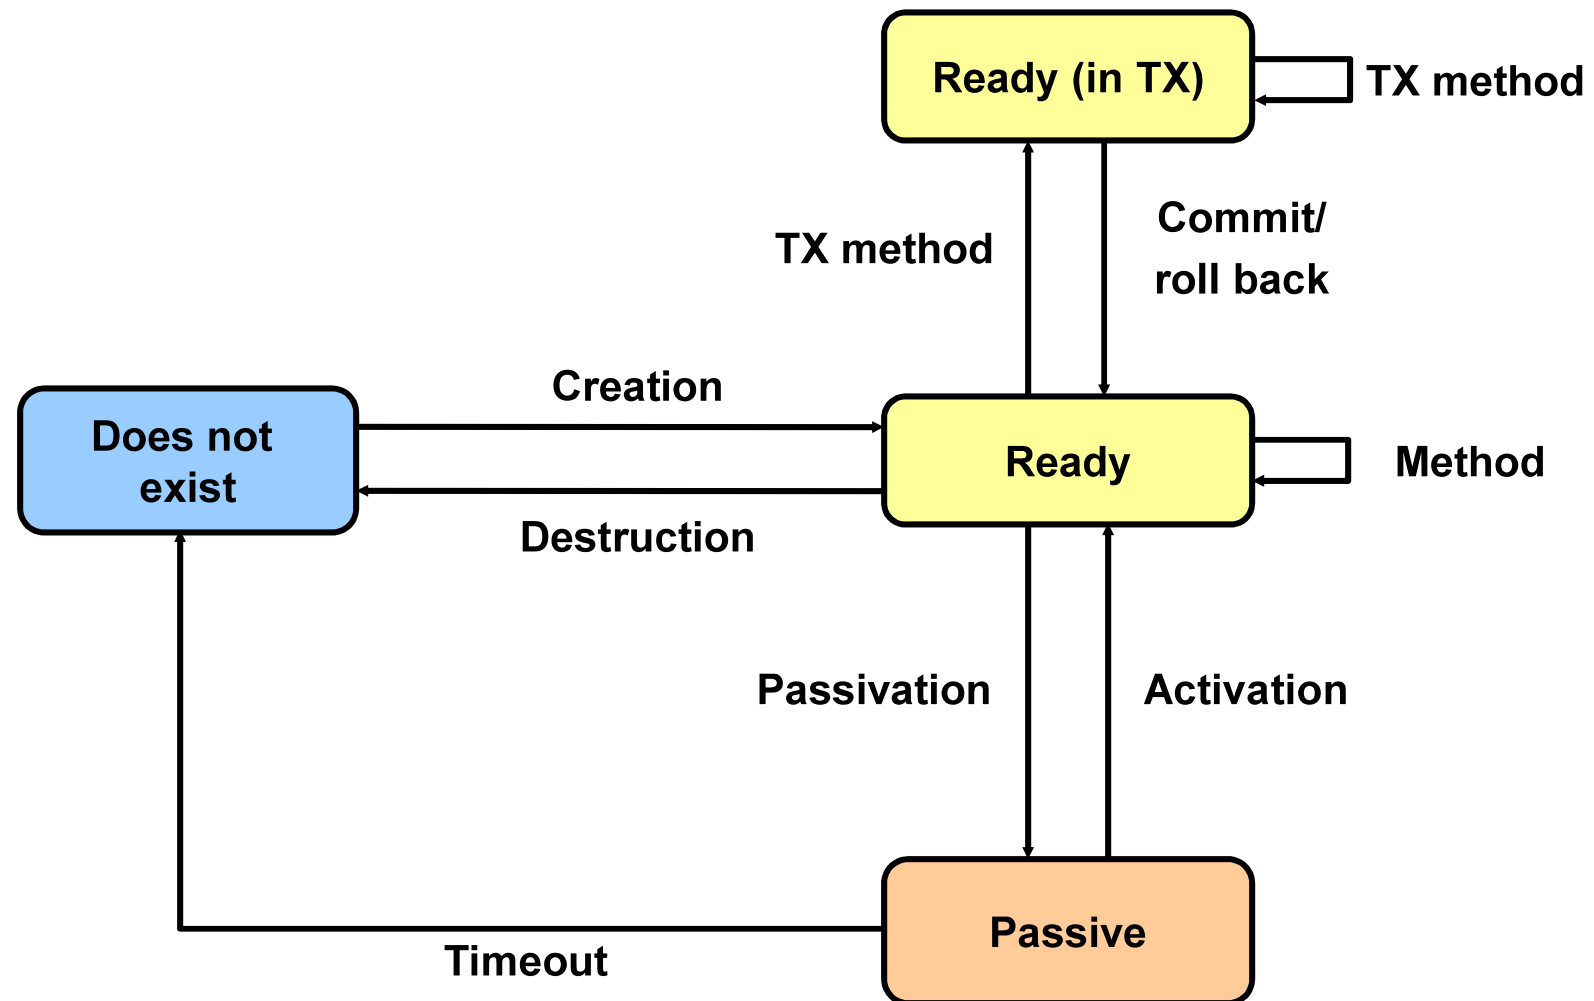 Ready (in TX)
TX method
TX method
Commit/
roll back
Creation
Does not
exist
Ready
Method
Destruction
Passivation
Activation
Passive
Timeout